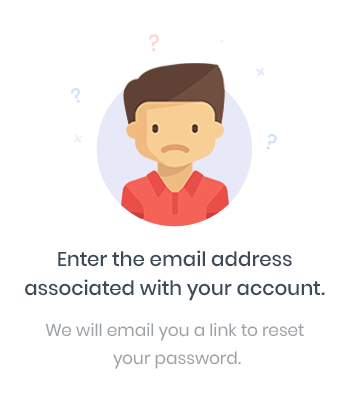 Enter the email address
associated with your account.
We will email you a link to reset
your password.